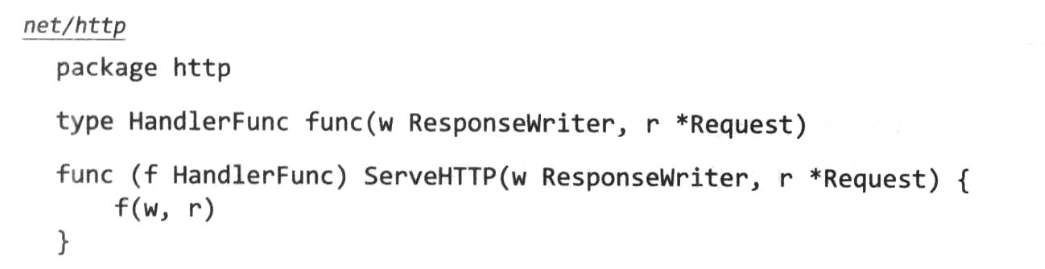 net/http
package http
type HandlerFunc func(w ResponseWriter, r *Request)
func (f HandlerFunc) ServeHTTP(w ResponseWriter, r *Request) {
f(w, r)
}